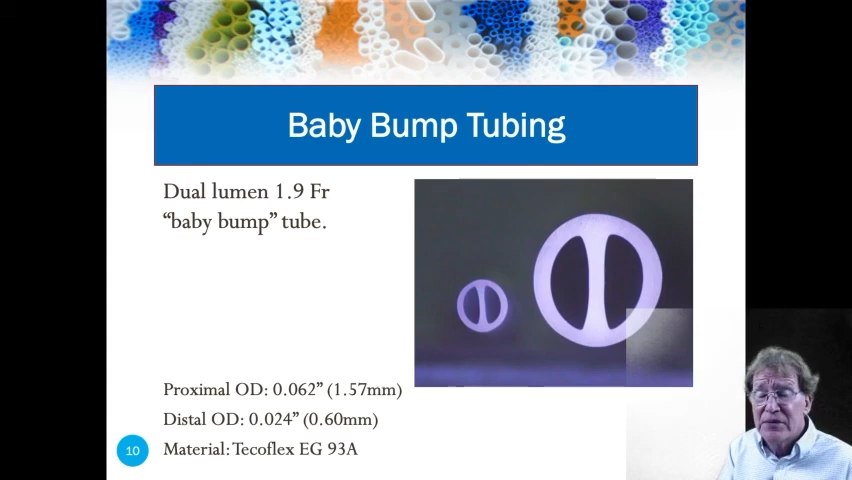 Baby Bump Tubing
Dual lumen 1.9 Fr
“baby bump” tube.
Proximal OD: 0.062” (1.57mm)
Distal OD: 0.024” (0.60mm)
Material: Tecoflex EG 93A
10